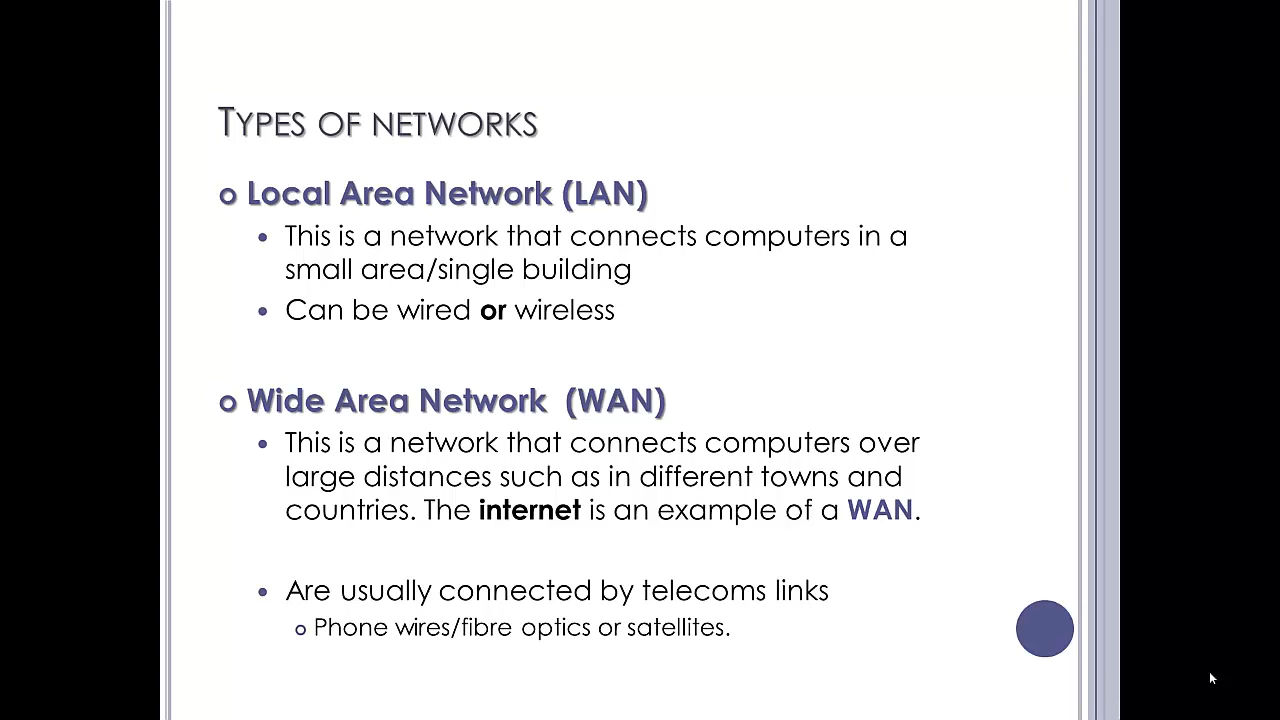 TYPES OF NETWORKS
Local Area Network (LAN)
This is a network that connects computers in a
small area/single building
Can be wired or wireless
Wide Area Network (WAN)
This is a network that connects computers over
large distances such as in different towns and
countries. The internet is an example of a WAN.
Are usually connected by telecoms links
Phone wires/fibre optics or satellites.